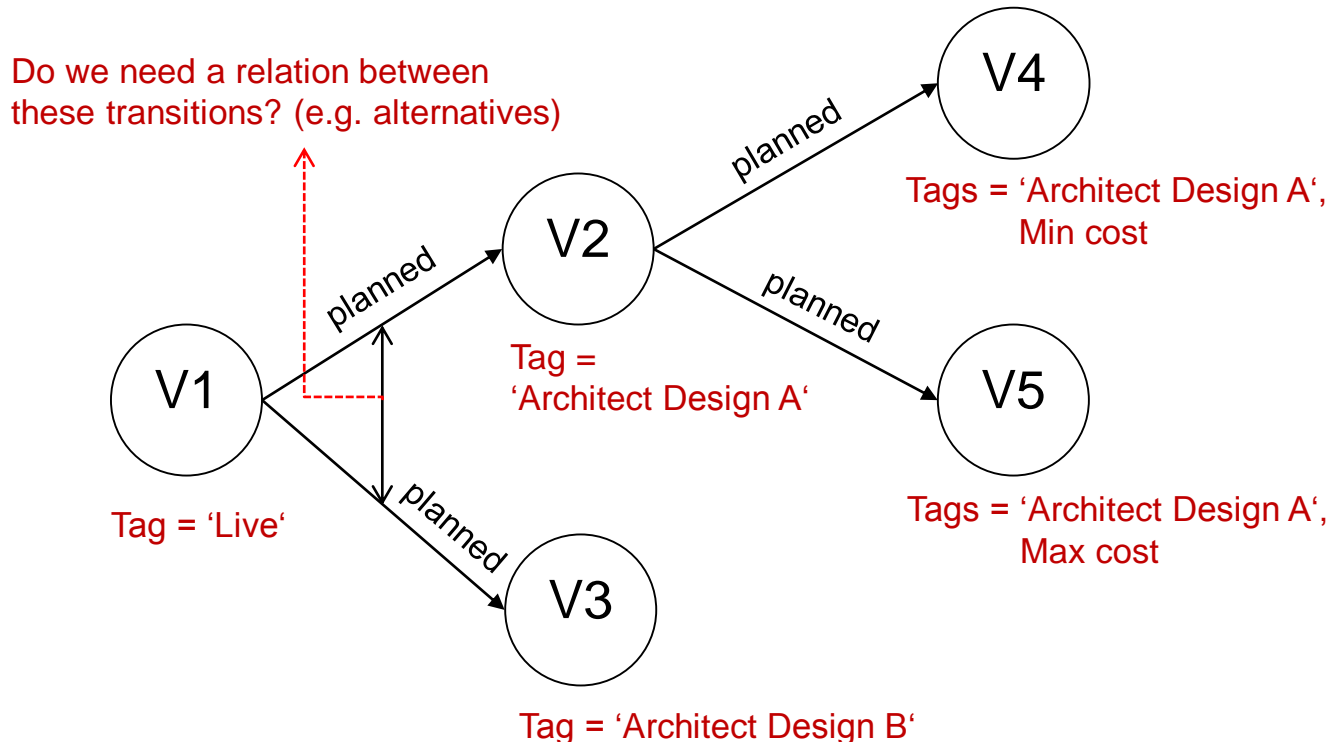 Do we need a relation between
these transitions? (e.g. alternatives)
V4
planned
Tags = ‘Architect Design A‘,
Min cost
V2
planned
planned
Tag =
‘Architect Design A‘
V1
V5
Tag = ‘Live‘
planned
Tags = ‘Architect Design A‘,
Max cost
V3
Tag = ‘Architect Design B‘